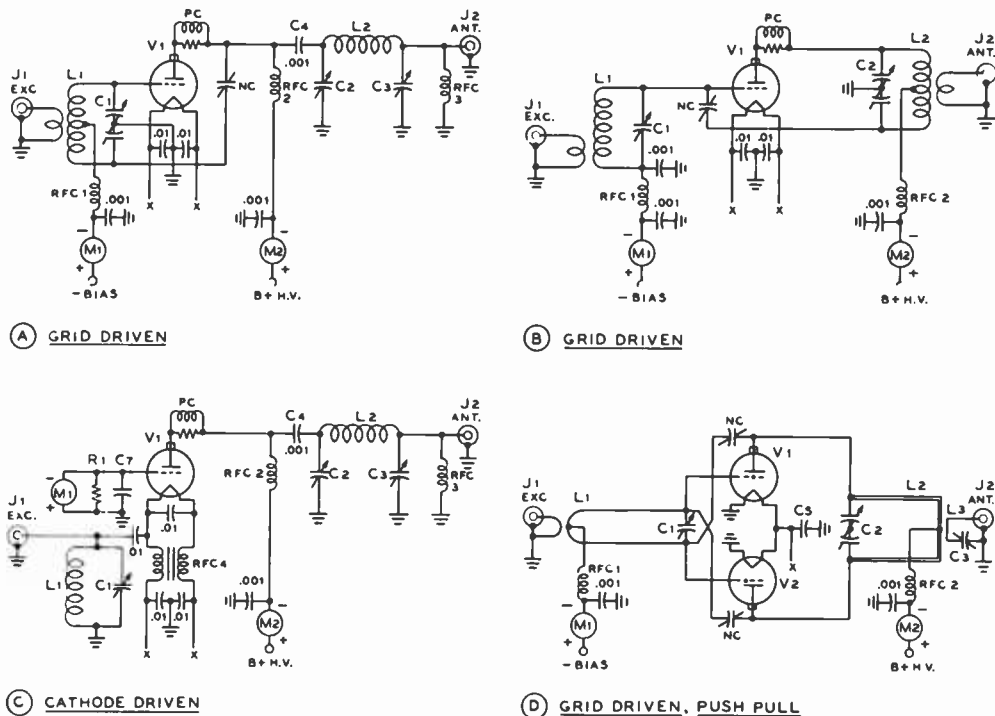 PC
V1
C4
.001
L2
J2
ANT.
J1
EXC
L1
C1
NC
RFC
2
C2
C3
RFC
3
.01
.01
RFC 1
.001
.001
−
M1
+
−
M2
+
X
X
−BIAS
B+ H.V.
A GRID DRIVEN
PC
V1
L2
J2
ANT.
L1
J1
EXC.
NC
C2
C1
.01
.01
.001
RFC 1
.001
RFC 2
.001
X
X
−
M1
+
−
M2
+
−BIAS
B+ H.V.
B GRID DRIVEN
PC
V1
C4
.001
L2
J2
ANT.
R1
C7
−
M1
+
RFC 2
C2
C3
RFC
3
J1
EXC.
C
.01
.01
L1
C1
RFC 4
.01
.01
.001
−
M2
+
X
X
B+ H.V.
C CATHODE DRIVEN
NC
V1
J1
EXC
L1
L2
J2
ANT.
L3
C1
C5
C2
C3
X
RFC 1
.001
V2
RFC 2
.001
−
M1
+
NC
−
M2
+
−BIAS
B+ H.V.
D GRID DRIVEN, PUSH PULL